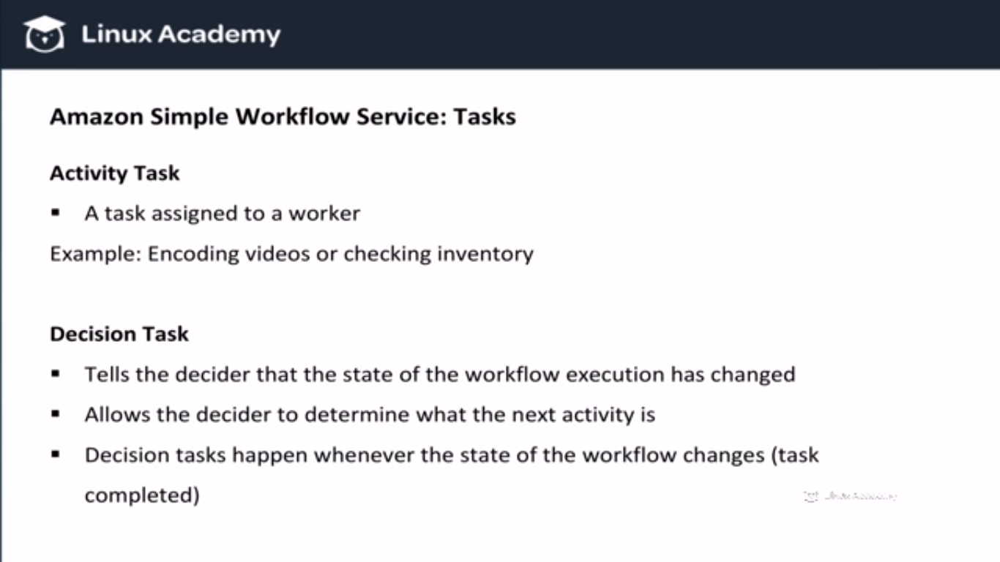 Linux Academy
Amazon Simple Workflow Service: Tasks
Activity Task
▪ A task assigned to a worker
Example: Encoding videos or checking inventory
Decision Task
▪ Tells the decider that the state of the workflow execution has changed
▪ Allows the decider to determine what the next activity is
▪ Decision tasks happen whenever the state of the workflow changes (task
completed)
Linux Academy